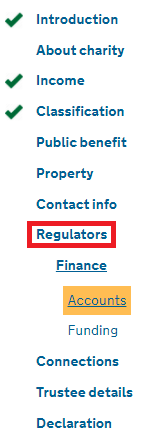 Introduction
About charity
Income
Classification
Public benefit
Property
Contact info
Regulators
Finance
Accounts
Funding
Connections
Trustee details
Declaration